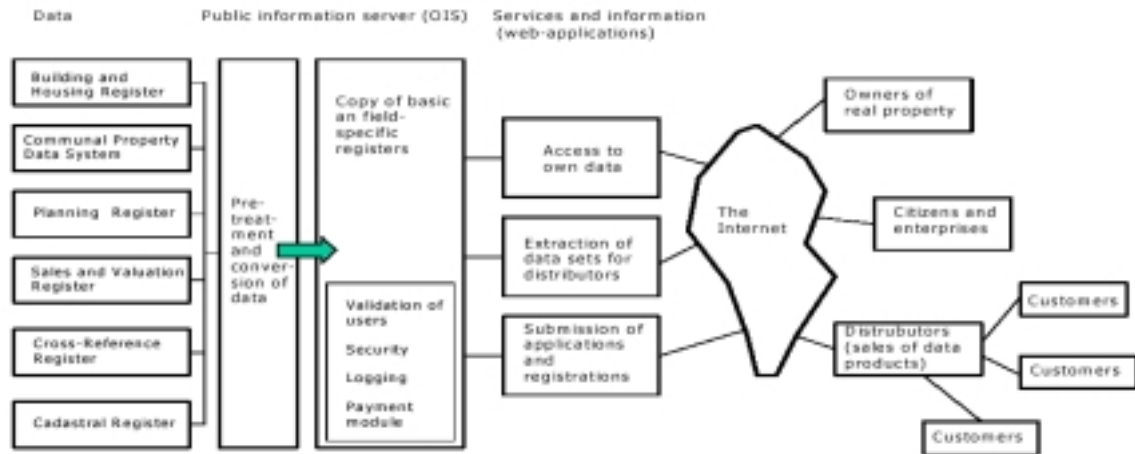 Data
Public information server (OIS)
Services and information
(web-applications)
Building and
Housing Register
Communal Property
Data System
Planning Register
Sales and Valuation
Register
Cross-Reference
Register
Cadastral Register
Pre-
treat-
ment
and
conver-
sion of
data
Copy of basic
an field-
specific
registers
Validation of
users
Security
Logging
Payment
module
Access to
own data
Extraction of
data sets for
distributors
Submission of
applications
and
registrations
The
Internet
Owners of
real property
Citizens and
enterprises
Distrubutors
(sales of data
products)
Customers
Customers
Customers